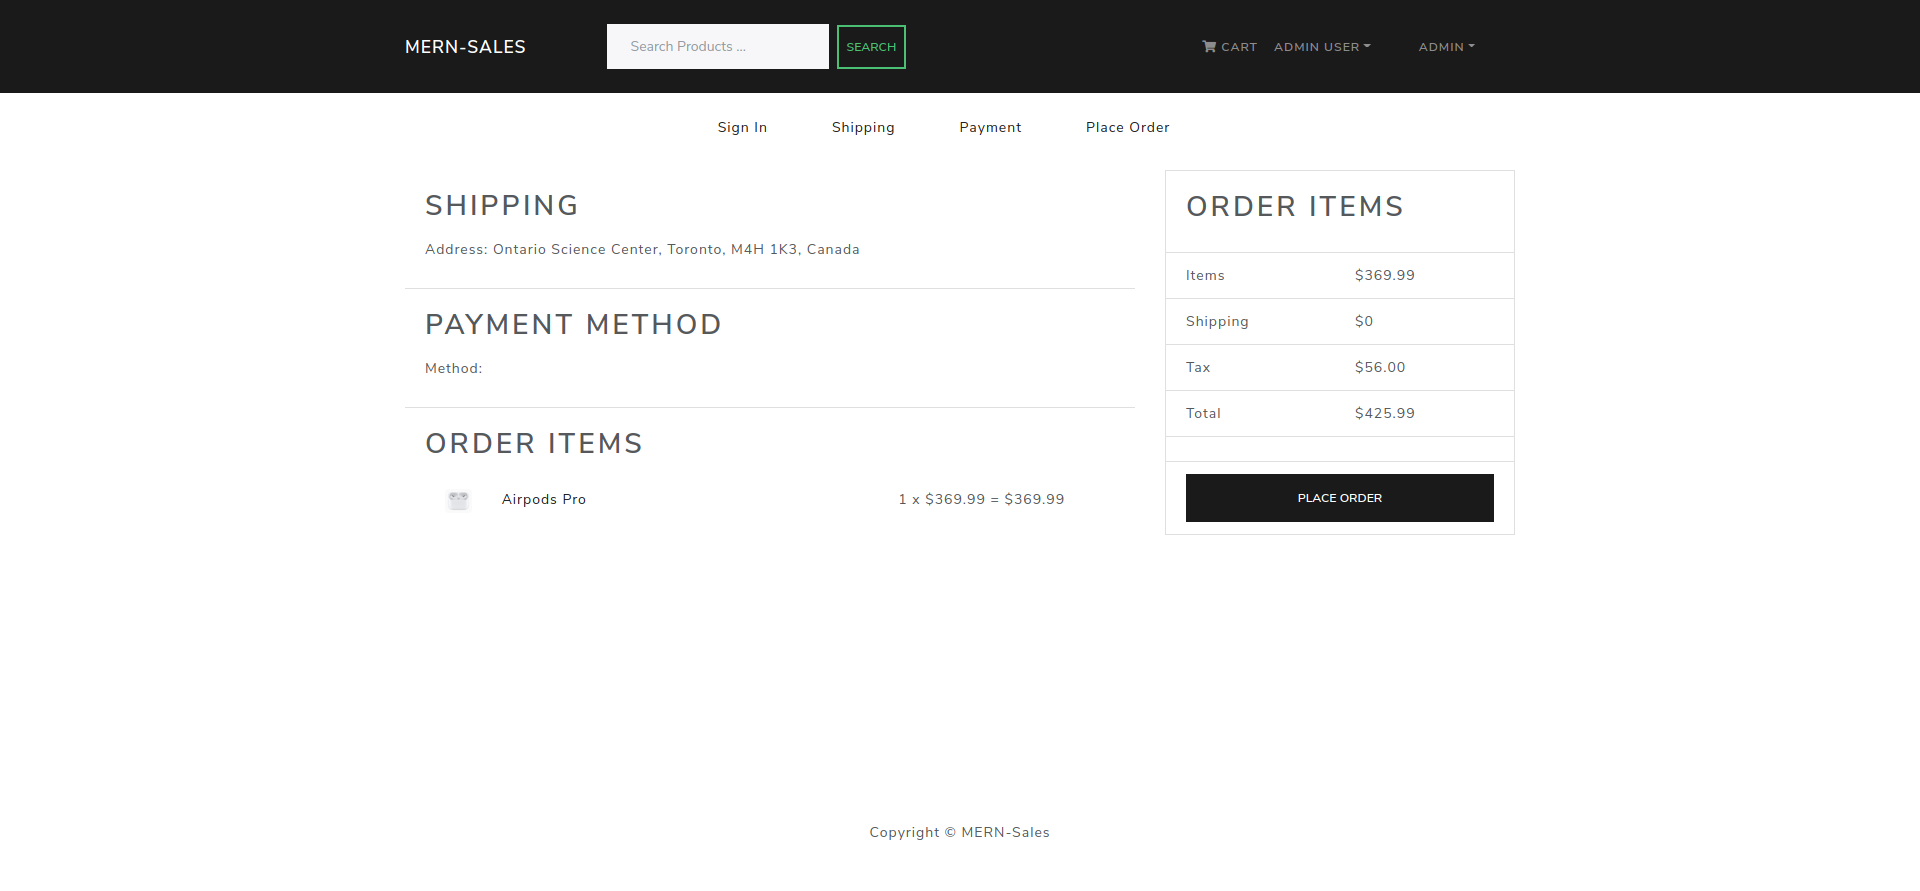 MERN-SALES
Search Products ...
SEARCH
CART
ADMIN USER
ADMIN
Sign In
Shipping
Payment
Place Order
SHIPPING
Address: Ontario Science Center, Toronto, M4H 1K3, Canada
PAYMENT METHOD
Method:
ORDER ITEMS
Airpods Pro
1 x $369.99 = $369.99
ORDER ITEMS
Items $369.99
Shipping $0
Tax $56.00
Total $425.99
PLACE ORDER
Copyright © MERN-Sales